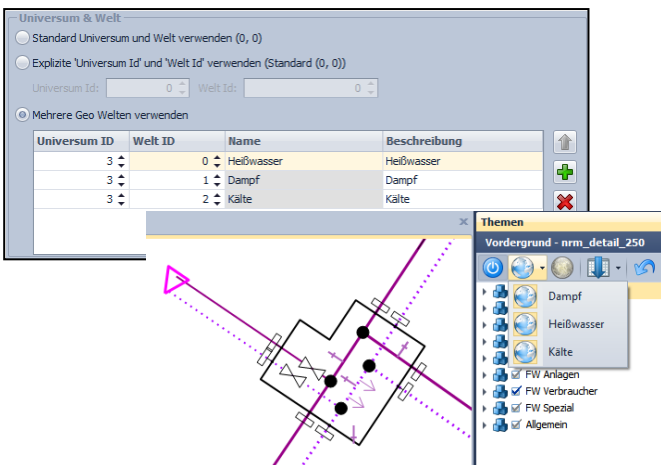 Universum & Welt
Standard Universum und Welt verwenden (0, 0)
Explizite 'Universum Id' und 'Welt Id' verwenden (Standard (0, 0))
Universum Id: 0 Welt Id: 0
Mehrere Geo Welten verwenden
Universum ID Welt ID Name Beschreibung
3 0 Heißwasser Heißwasser
3 1 Dampf Dampf
3 2 Kälte Kälte
Themen
Vordergrund - nrm_detail_250
Dampf
Heißwasser
Kälte
FW Anlagen
FW Verbraucher
FW Spezial
Allgemein